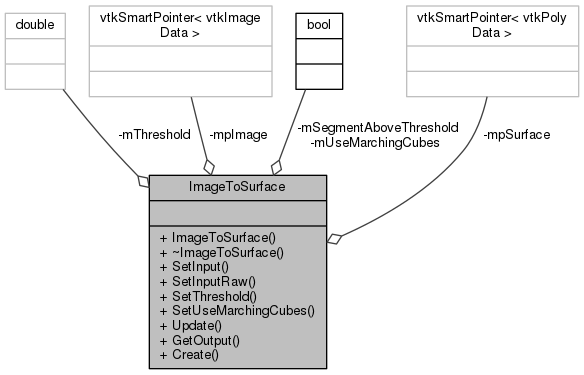 double
vtkSmartPointer< vtkImage
Data >
bool
vtkSmartPointer< vtkPoly
Data >
-mThreshold
-mpImage
-mSegmentAboveThreshold
-mUseMarchingCubes
-mpSurface
ImageToSurface
+ ImageToSurface()
+ ~ImageToSurface()
+ SetInput()
+ SetInputRaw()
+ SetThreshold()
+ SetUseMarchingCubes()
+ Update()
+ GetOutput()
+ Create()